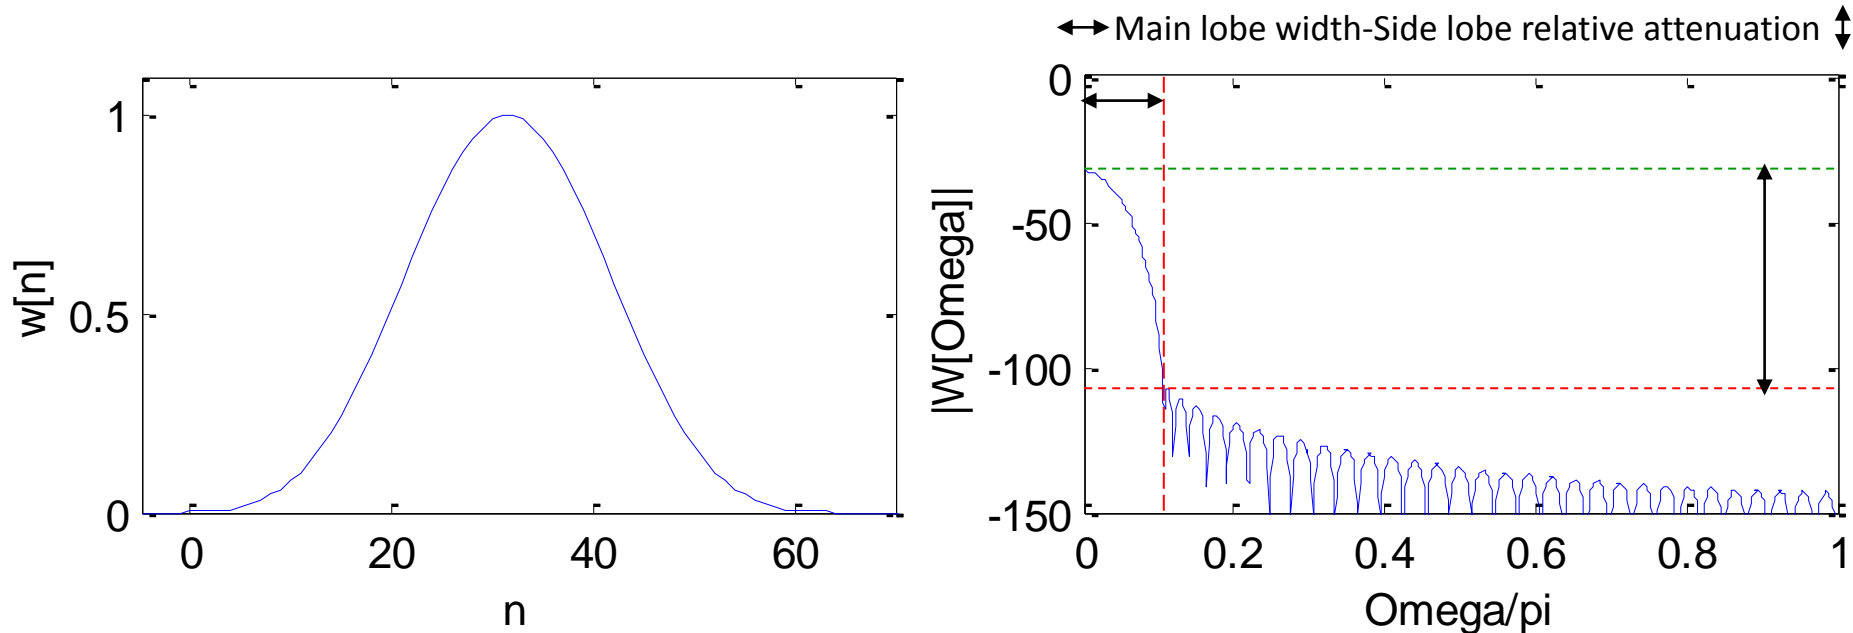 Main lobe width-Side lobe relative attenuation
1
0.5
0
w[n]
0 20 40 60
n
0
-50
-100
-150
|W[Omega]|
0 0.2 0.4 0.6 0.8 1
Omega/pi